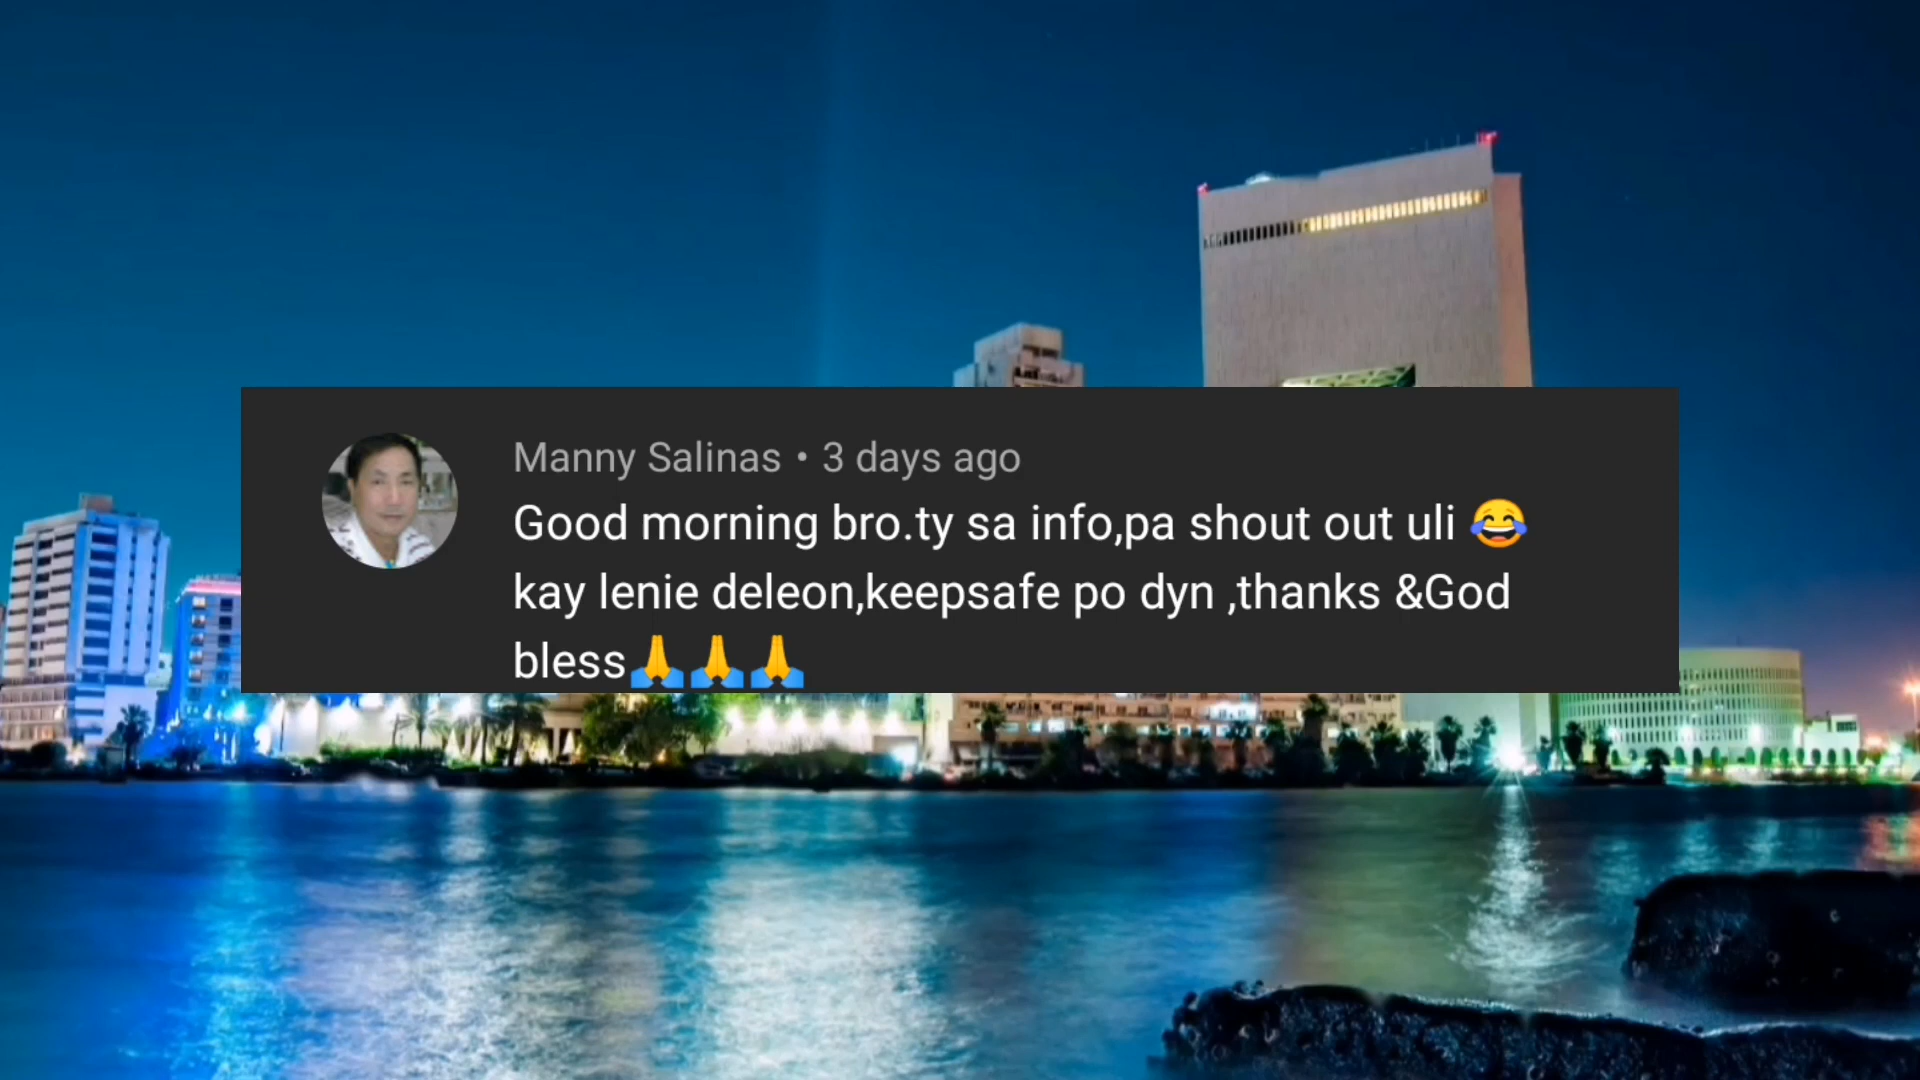 Manny Salinas • 3 days ago
Good morning bro.ty sa info,pa shout out uli 😂
kay lenie deleon,keepsafe po dyn ,thanks &God
bless🙏🙏🙏